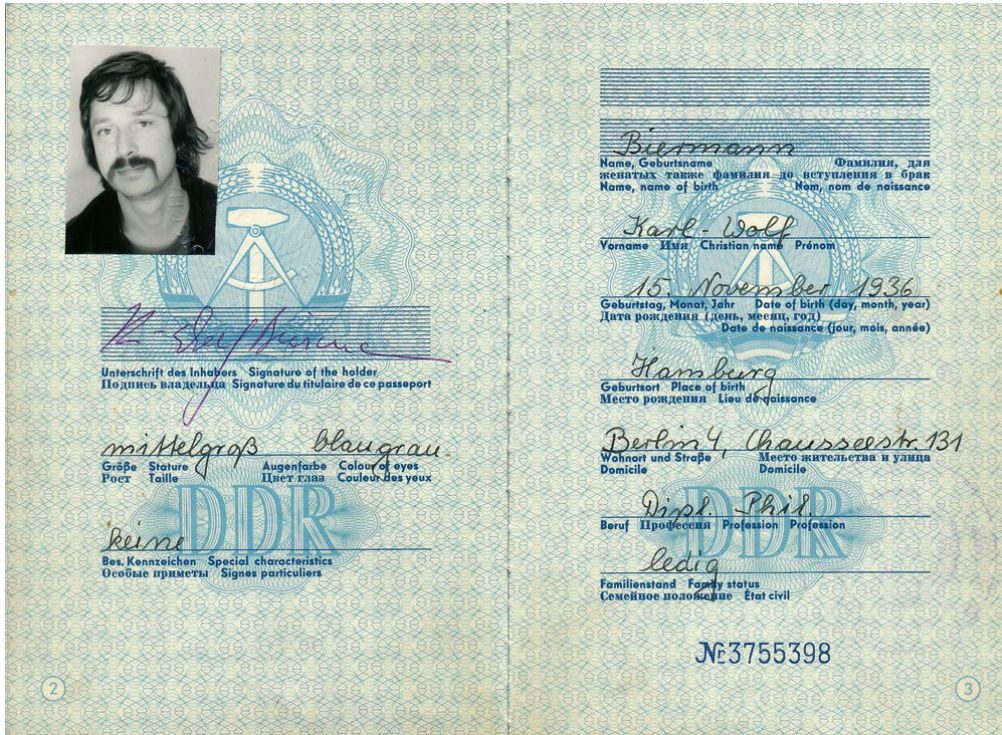 K-Wolf Biermann
Unterschrift des Inhabers Signature of the holder
Подпись владельца Signature du titulaire de ce passeport
mittelgroß blaugrau.
Größe Stature Augenfarbe Colour of eyes
Рост Taille Цвет глаз Couleur des yeux
DDR
keine
Bes. Kennzeichen Special characteristics
Особые приметы Signes particuliers
2
Biermann
Name, Geburtsname Фамилия, для
женатых также фамилия до вступления в брак
Name, name of birth Nom, nom de naissance
Karl-Wolf
Vorname Имя Christian name Prénom
15. November 1936
Geburtstag, Monat, Jahr Date of birth (day, month, year)
Дата рождения (день, месяц, год)
Date de naissance (jour, mois, année)
Hamburg
Geburtsort Place of birth
Место рождения Lieu de naissance
Berlin 4, Chausseestr. 131
Wohnort und Straße Место жительства и улица
Domicile Domicile
Dipl. Phil.
Beruf Профессия Profession Profession
DDR
ledig
Familienstand Family status
Семейное положение État civil
№3755398
3